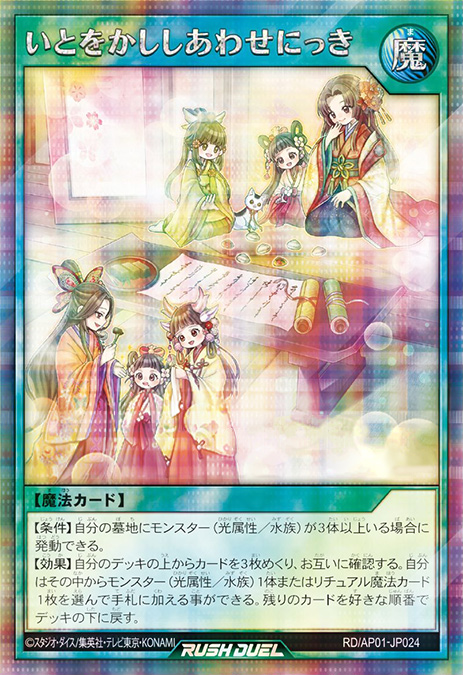 いとをかししあわせにっき
魔
【魔法カード】
【条件】自分の墓地にモンスター（光属性／水族）が3体以上いる場合に
発動できる。
【効果】自分のデッキの上からカードを3枚めくり、お互いに確認する。自分
はその中からモンスター（光属性／水族）1体またはリチュアル魔法カード
1枚を選んで手札に加える事ができる。残りのカードを好きな順番で
デッキの下に戻す。
©スタジオ・ダイス/集英社・テレビ東京・KONAMI
RUSH DUEL
RD/AP01-JP024